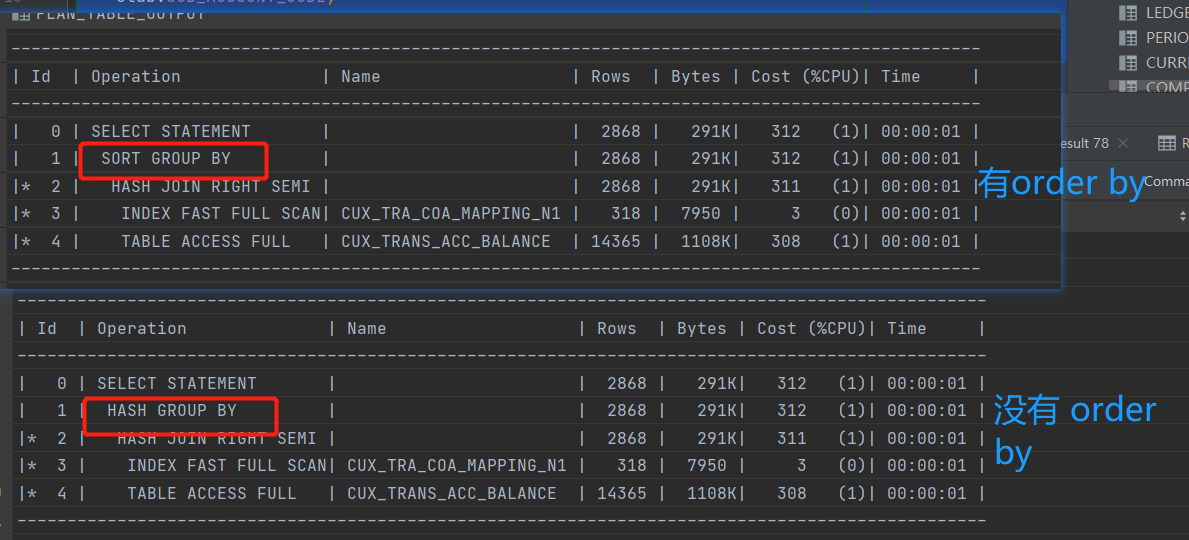 PLAN_TABLE_OUTPUT
LEDGE
PERIO
CURR
COMP
--------------------------------------------------------------------------------------------------
| Id  | Operation              | Name                   | Rows  | Bytes | Cost (%CPU)| Time     |
--------------------------------------------------------------------------------------------------
|   0 | SELECT STATEMENT       |                        |  2868 |   291K|   312   (1)| 00:00:01 |
|   1 |  SORT GROUP BY         |                        |  2868 |   291K|   312   (1)| 00:00:01 |
|*  2 |   HASH JOIN RIGHT SEMI |                        |  2868 |   291K|   311   (1)| 00:00:01 |
|*  3 |    INDEX FAST FULL SCAN| CUX_TRA_COA_MAPPING_N1 |   318 |  7950 |     3   (0)| 00:00:01 |
|*  4 |    TABLE ACCESS FULL   | CUX_TRANS_ACC_BALANCE  | 14365 |  1108K|   308   (1)| 00:00:01 |
--------------------------------------------------------------------------------------------------
esult 78
R
有order by
Comma
--------------------------------------------------------------------------------------------------
| Id  | Operation              | Name                   | Rows  | Bytes | Cost (%CPU)| Time     |
--------------------------------------------------------------------------------------------------
|   0 | SELECT STATEMENT       |                        |  2868 |   291K|   312   (1)| 00:00:01 |
|   1 |  HASH GROUP BY         |                        |  2868 |   291K|   312   (1)| 00:00:01 |
|*  2 |   HASH JOIN RIGHT SEMI |                        |  2868 |   291K|   311   (1)| 00:00:01 |
|*  3 |    INDEX FAST FULL SCAN| CUX_TRA_COA_MAPPING_N1 |   318 |  7950 |     3   (0)| 00:00:01 |
|*  4 |    TABLE ACCESS FULL   | CUX_TRANS_ACC_BALANCE  | 14365 |  1108K|   308   (1)| 00:00:01 |
--------------------------------------------------------------------------------------------------
没有 order
by